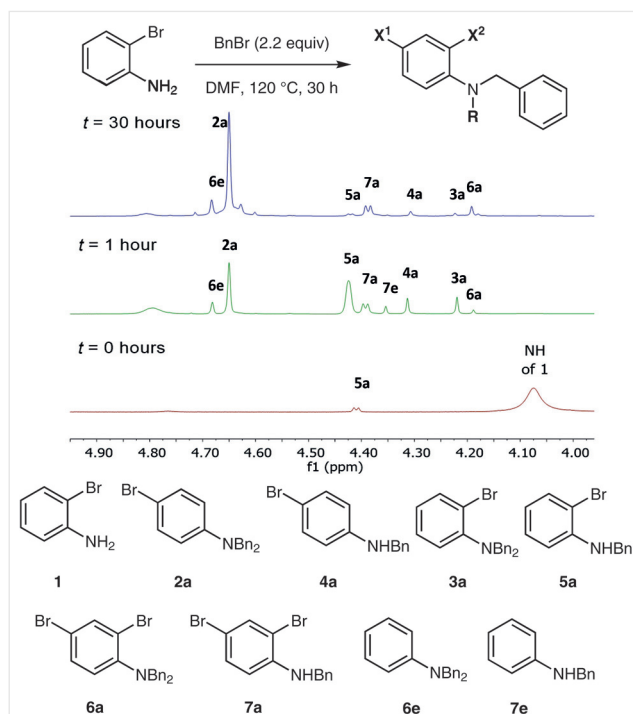 Br
NH2
BnBr (2.2 equiv)
DMF, 120 °C, 30 h
X1
X2
N
R
t = 30 hours
2a
6e
5a
7a
4a
3a
6a
t = 1 hour
2a
5a
6e
7a
7e
4a
3a
6a
t = 0 hours
5a
NH
of 1
4.90 4.80 4.70 4.60 4.50 4.40 4.30 4.20 4.10 4.00
f1 (ppm)
Br
NH2
1
Br
NBn2
2a
Br
NHBn
4a
Br
NBn2
3a
Br
NHBn
5a
Br Br
NBn2
6a
Br Br
NHBn
7a
NBn2
6e
NHBn
7e